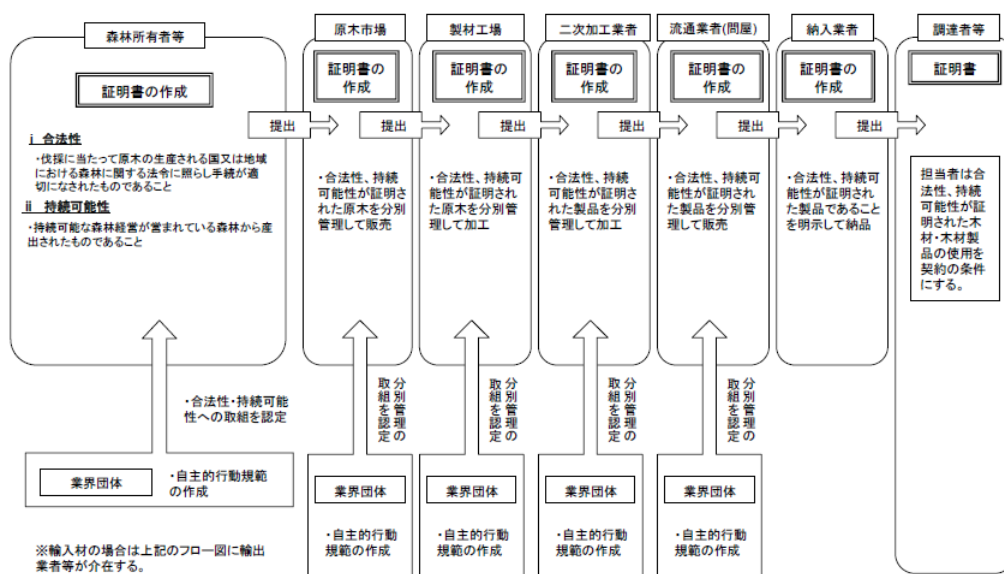 森林所有者等
証明書の作成
ⅰ 合法性
・伐採に当たって原木の生産される国又は地域
における森林に関する法令に照らし手続が適
切になされたものであること
ⅱ 持続可能性
・持続可能な森林経営が営まれている森林から産
出されたものであること
提出
原木市場
証明書の
作成
・合法性、持続
可能性が証明さ
れた原木を分別
管理して販売
提出
製材工場
証明書の
作成
・合法性、持続
可能性が証明さ
れた原木を分別管
理して加工
提出
二次加工業者
証明書の
作成
・合法性、持続
可能性が証明さ
れた製品を分別
管理して加工
提出
流通業者(問屋)
証明書の
作成
・合法性、持続
可能性が証明さ
れた製品を分別
管理して販売
提出
納入業者
証明書の
作成
・合法性、持続
可能性が証明さ
れた製品であること
を明示して納品
提出
調達者等
証明書
担当者は合
法性、持続
可能性が証
明された木
材・木材製
品の使用を
契約の条件
にする。
・合法性・持続可能
性への取組を認定
分別管理の
取組を認定
分別管理の
取組を認定
分別管理の
取組を認定
分別管理の
取組を認定
業界団体
・自主的行動規範
の作成
業界団体
・自主的行動
規範の作成
業界団体
・自主的行動
規範の作成
業界団体
・自主的行動
規範の作成
業界団体
・自主的行動
規範の作成
※輸入材の場合は上記のフロー図に輸出
業者等が介在する。